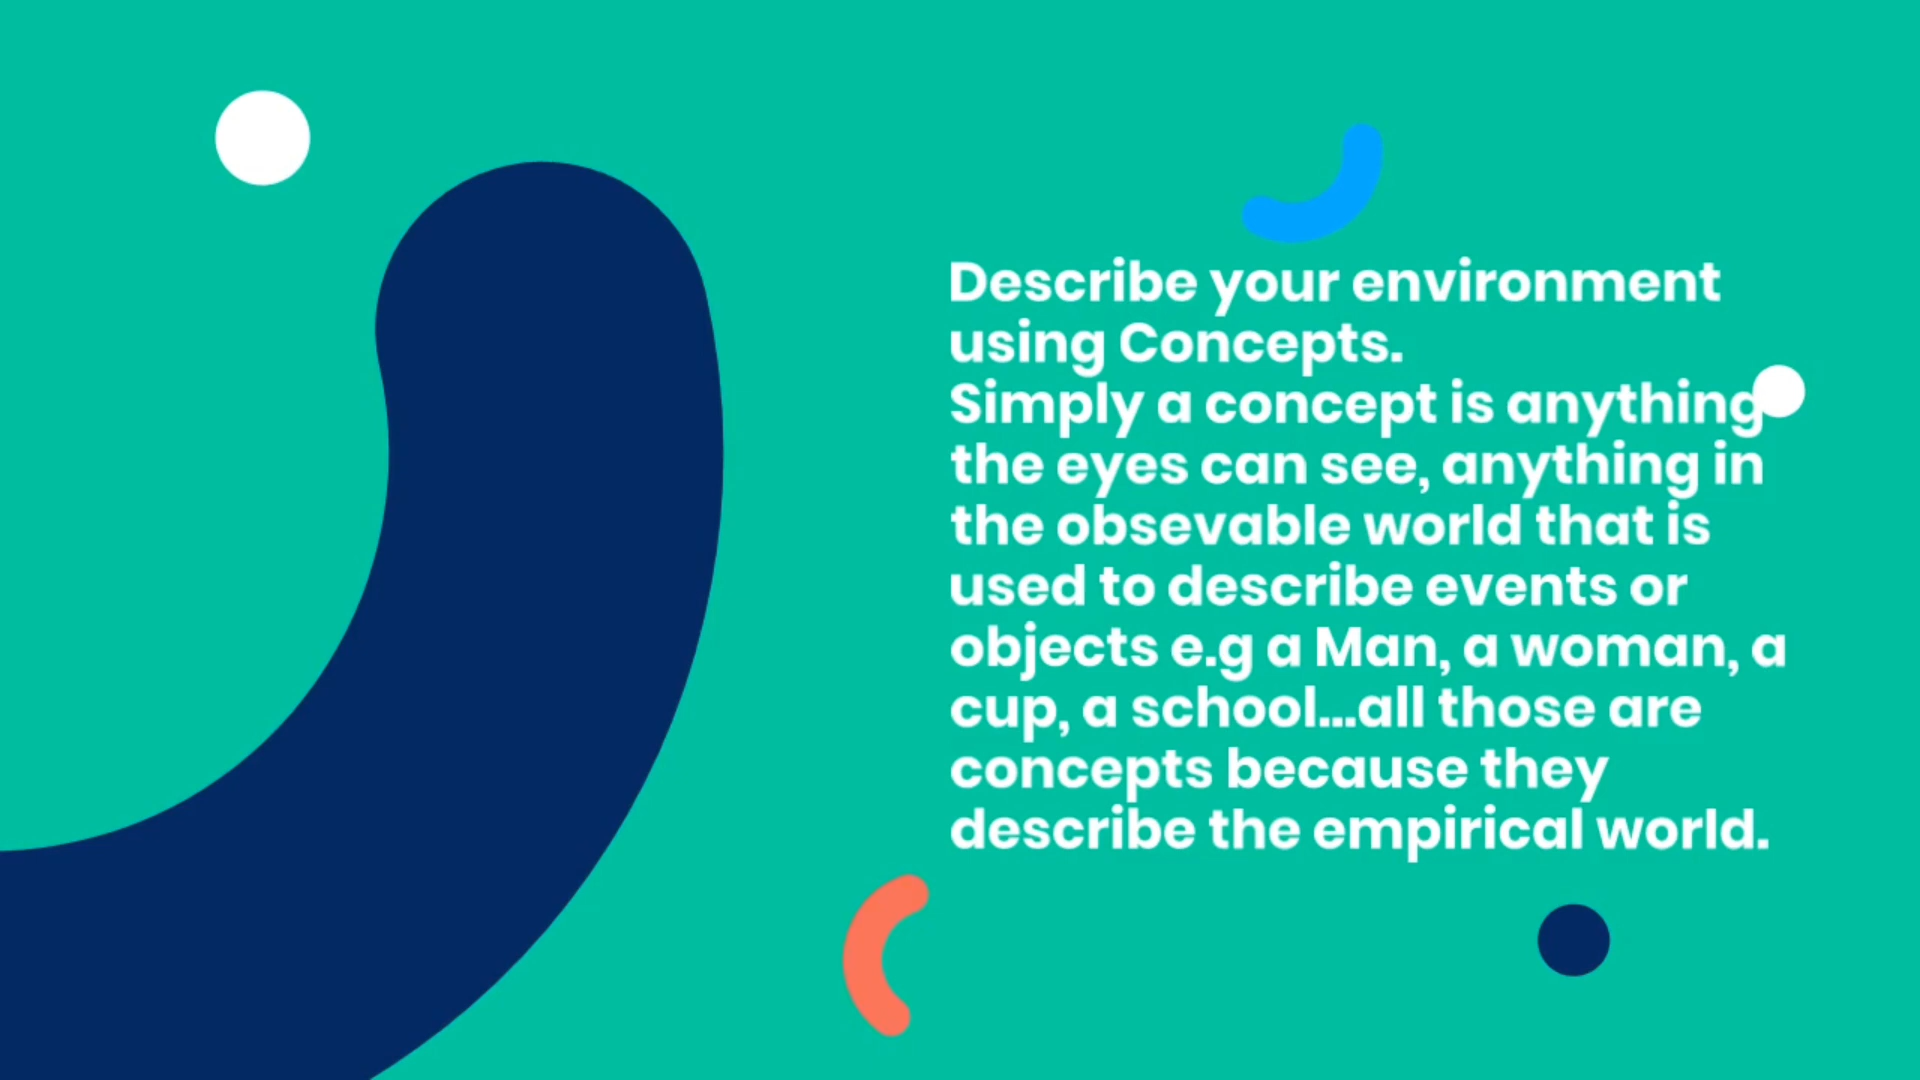 Describe your environment
using Concepts.
Simply a concept is anything
the eyes can see, anything in
the obsevable world that is
used to describe events or
objects e.g a Man, a woman, a
cup, a school...all those are
concepts because they
describe the empirical world.